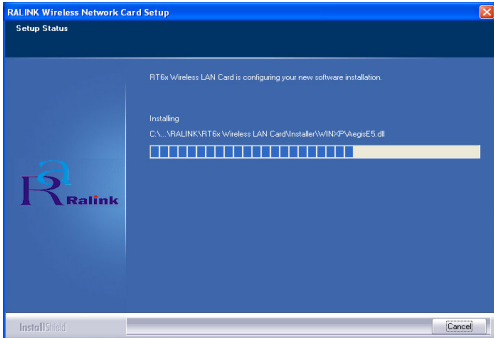 RALINK Wireless Network Card Setup
Setup Status
RT6x Wireless LAN Card is configuring your new software installation.
Installing
C:\...\RALINK\RT6x Wireless LAN Card\Installer\WINXP\AegisE5.dll
Ralink
InstallShield
Cancel